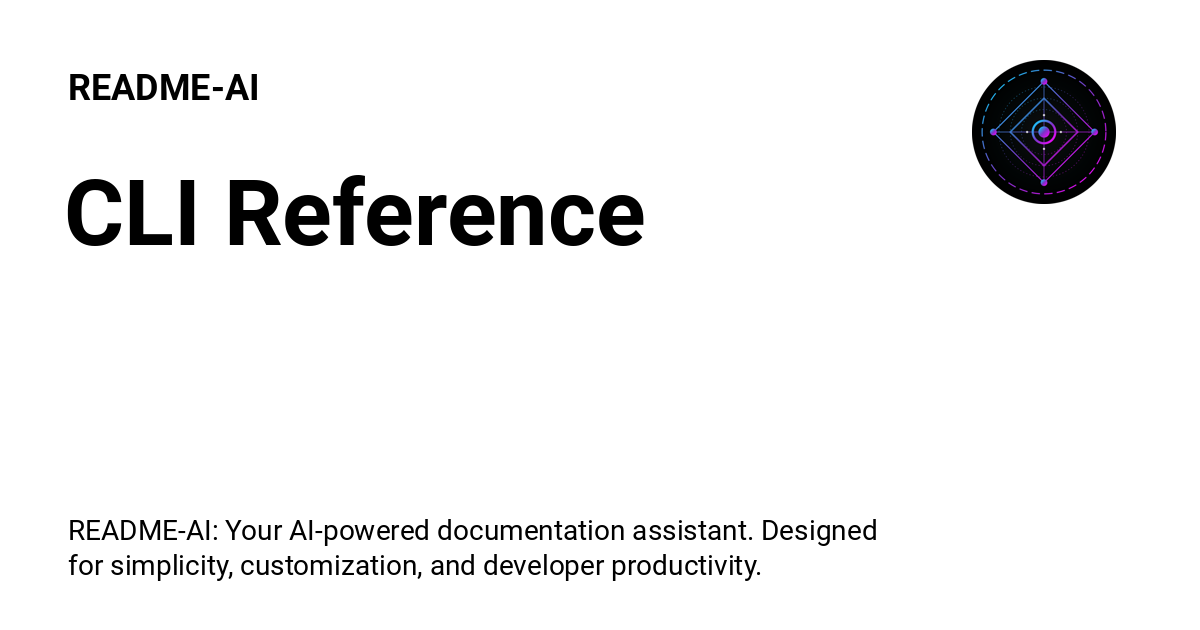 README-AI
CLI Reference
README-AI: Your AI-powered documentation assistant. Designed
for simplicity, customization, and developer productivity.